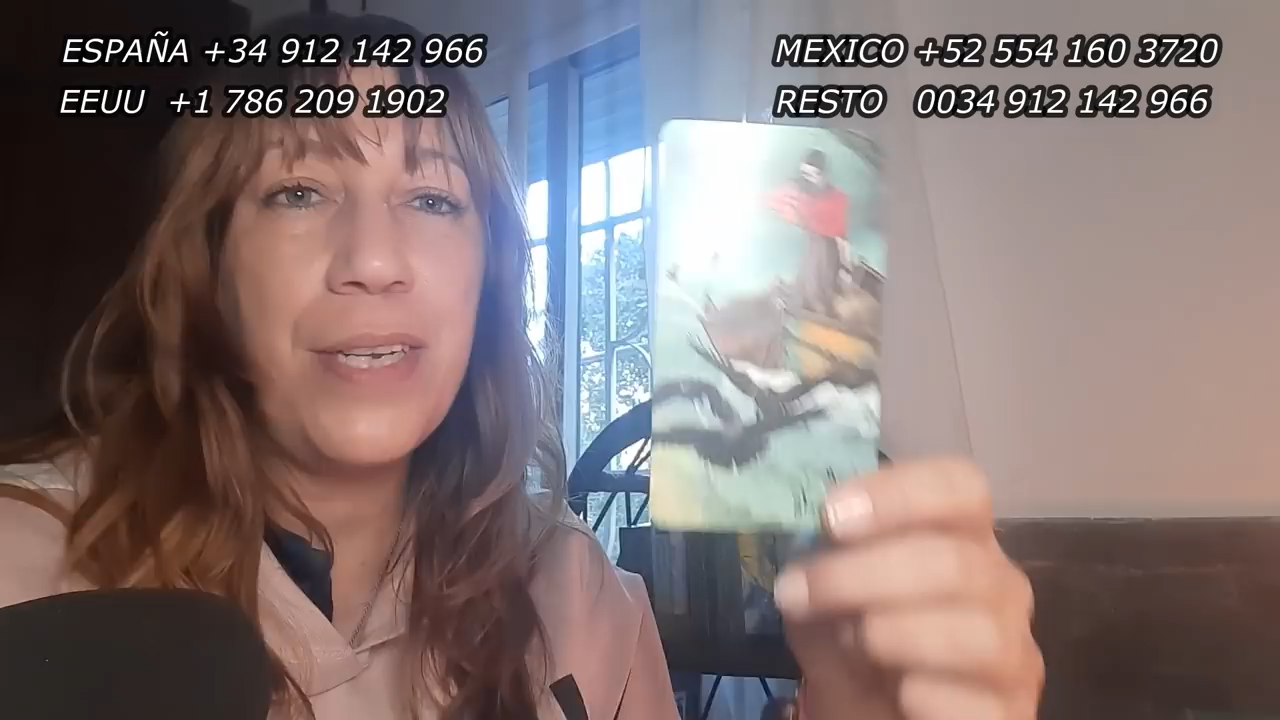 ESPAÑA +34 912 142 966
EEUU +1 786 209 1902
MEXICO +52 554 160 3720
RESTO 0034 912 142 966